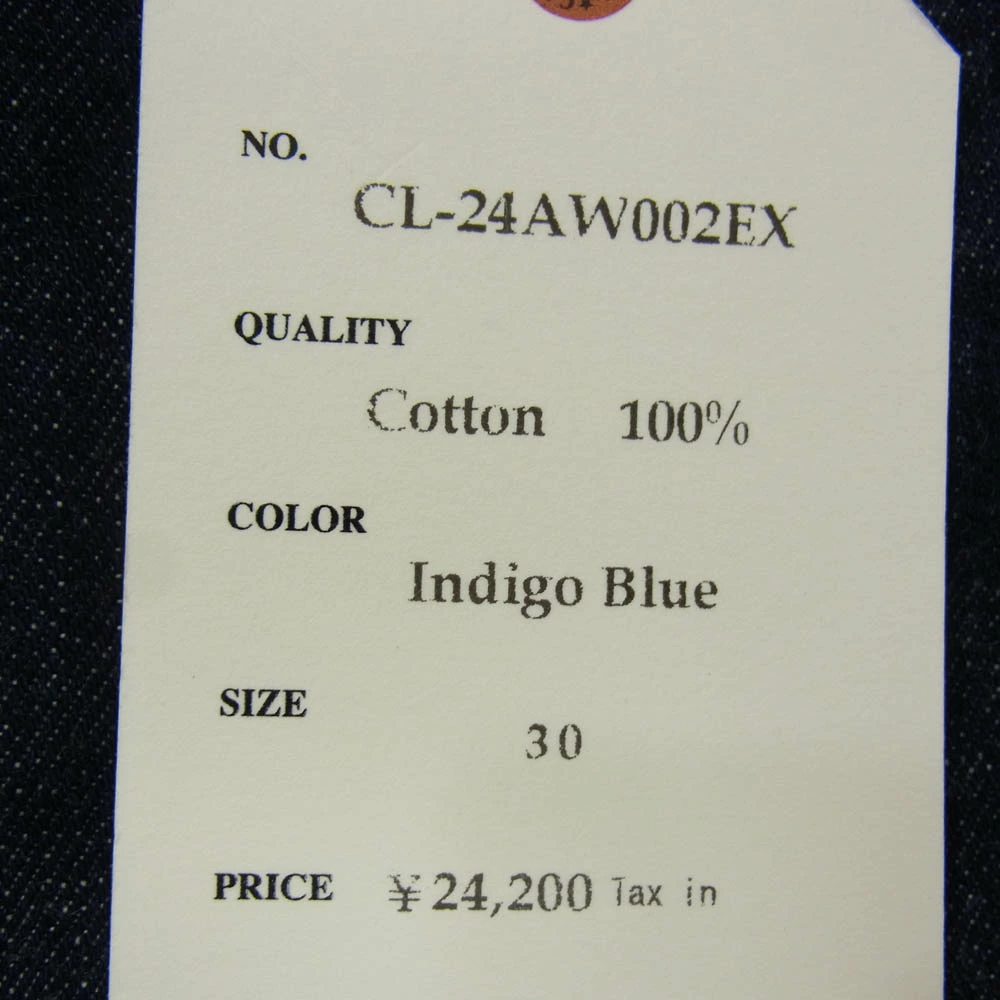 NO.
CL-24AW002EX
QUALITY
Cotton 100%
COLOR
Indigo Blue
SIZE
30
PRICE ¥24,200 Tax in